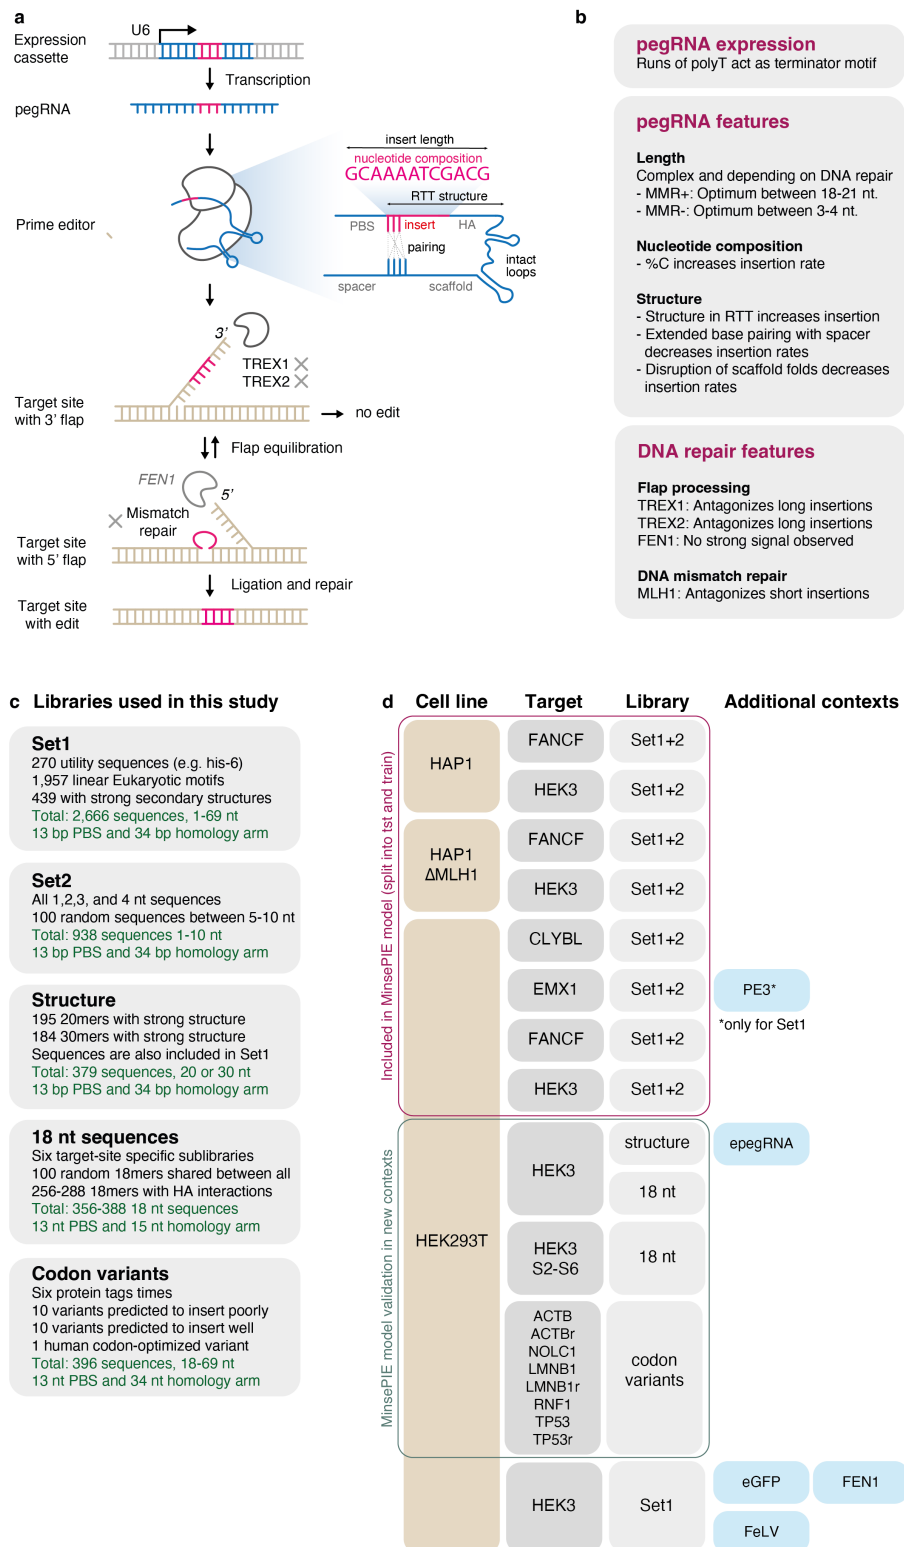 a
U6
Expression
cassette
Transcription
pegRNA
insert length
nucleotide composition
GCAAAATCGACG
RTT structure
PBS
insert
HA
Prime editor
pairing
intact
loops
spacer
scaffold
3'
TREX1
TREX2
Target site
with 3' flap
no edit
Flap equilibration
FEN1
5'
Mismatch
repair
Target site
with 5' flap
Ligation and repair
Target site
with edit
b
pegRNA expression
Runs of polyT act as terminator motif
pegRNA features
Length
Complex and depending on DNA repair
- MMR+: Optimum between 18-21 nt.
- MMR-: Optimum between 3-4 nt.
Nucleotide composition
- %C increases insertion rate
Structure
- Structure in RTT increases insertion
- Extended base pairing with spacer
decreases insertion rates
- Disruption of scaffold folds decreases
insertion rates
DNA repair features
Flap processing
TREX1: Antagonizes long insertions
TREX2: Antagonizes long insertions
FEN1: No strong signal observed
DNA mismatch repair
MLH1: Antagonizes short insertions
c Libraries used in this study
Set1
270 utility sequences (e.g. his-6)
1,957 linear Eukaryotic motifs
439 with strong secondary structures
Total: 2,666 sequences, 1-69 nt
13 bp PBS and 34 bp homology arm
Set2
All 1,2,3, and 4 nt sequences
100 random sequences between 5-10 nt
Total: 938 sequences 1-10 nt
13 bp PBS and 34 bp homology arm
Structure
195 20mers with strong structure
184 30mers with strong structure
Sequences are also included in Set1
Total: 379 sequences, 20 or 30 nt
13 bp PBS and 34 bp homology arm
18 nt sequences
Six target-site specific sublibraries
100 random 18mers shared between all
256-288 18mers with HA interactions
Total: 356-388 18 nt sequences
13 nt PBS and 15 nt homology arm
Codon variants
Six protein tags times
10 variants predicted to insert poorly
10 variants predicted to insert well
1 human codon-optimized variant
Total: 396 sequences, 18-69 nt
13 nt PBS and 34 nt homology arm
d Cell line Target Library Additional contexts
Included in MinsePIE model (split into tst and train)
HAP1
FANCF Set1+2
HEK3 Set1+2
HAP1
ΔMLH1
FANCF Set1+2
HEK3 Set1+2
CLYBL Set1+2
EMX1 Set1+2 PE3*
*only for Set1
FANCF Set1+2
HEK3 Set1+2
MinsePIE model validation in new contexts
HEK293T
HEK3
structure epegRNA
18 nt
HEK3
S2-S6
18 nt
ACTB
ACTBr
NOLC1
LMNB1
LMNB1r
RNF1
TP53
TP53r
codon
variants
HEK3 Set1
eGFP FEN1
FeLV